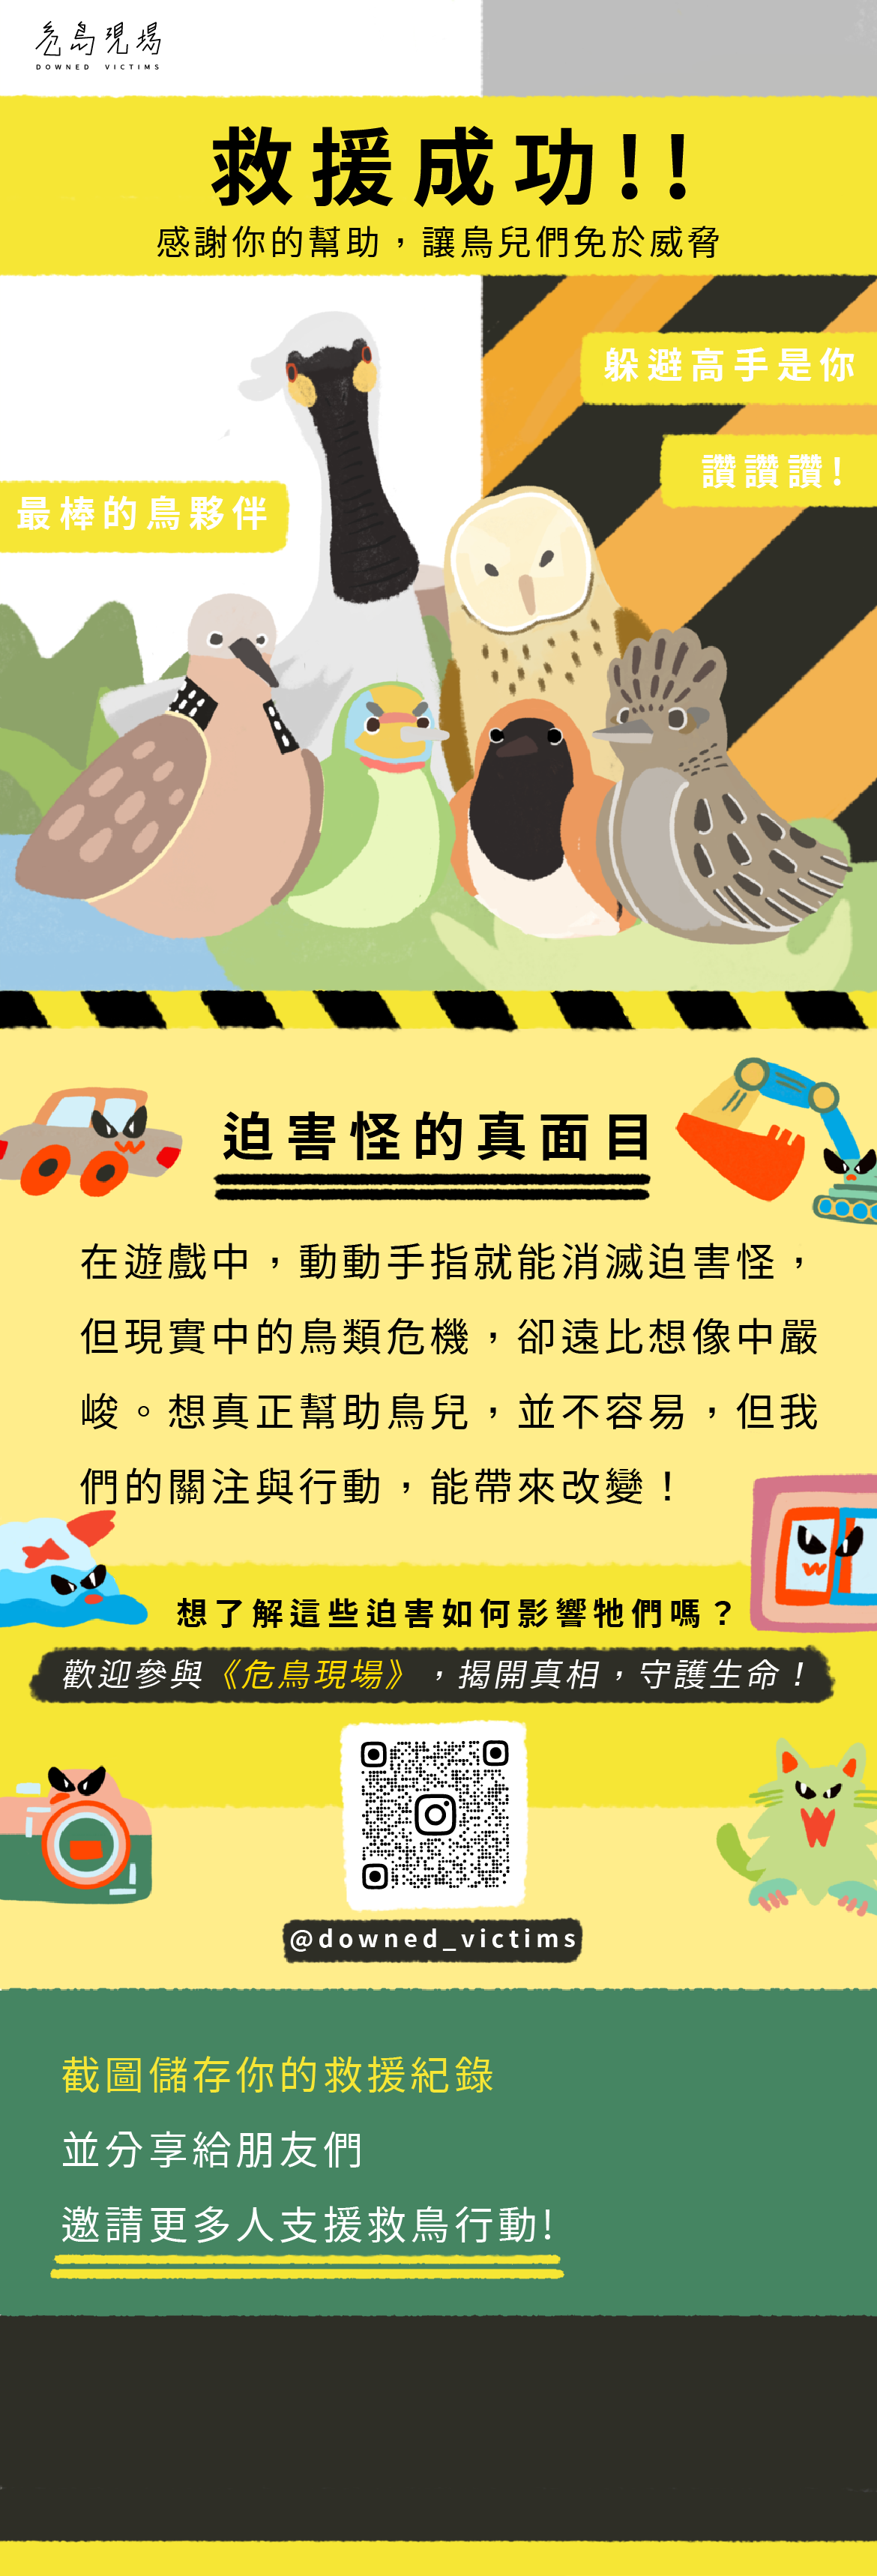 危鳥現場
DOWNED VICTIMS
救援成功!!
感謝你的幫助，讓鳥兒們免於威脅
躲避高手是你
讚讚讚!
最棒的鳥夥伴
迫害怪的真面目
在遊戲中，動動手指就能消滅迫害怪，
但現實中的鳥類危機，卻遠比想像中嚴
峻。想真正幫助鳥兒，並不容易，但我
們的關注與行動，能帶來改變！
想了解這些迫害如何影響牠們嗎？
歡迎參與《危鳥現場》，揭開真相，守護生命！
@downed_victims
截圖儲存你的救援紀錄
並分享給朋友們
邀請更多人支援救鳥行動!